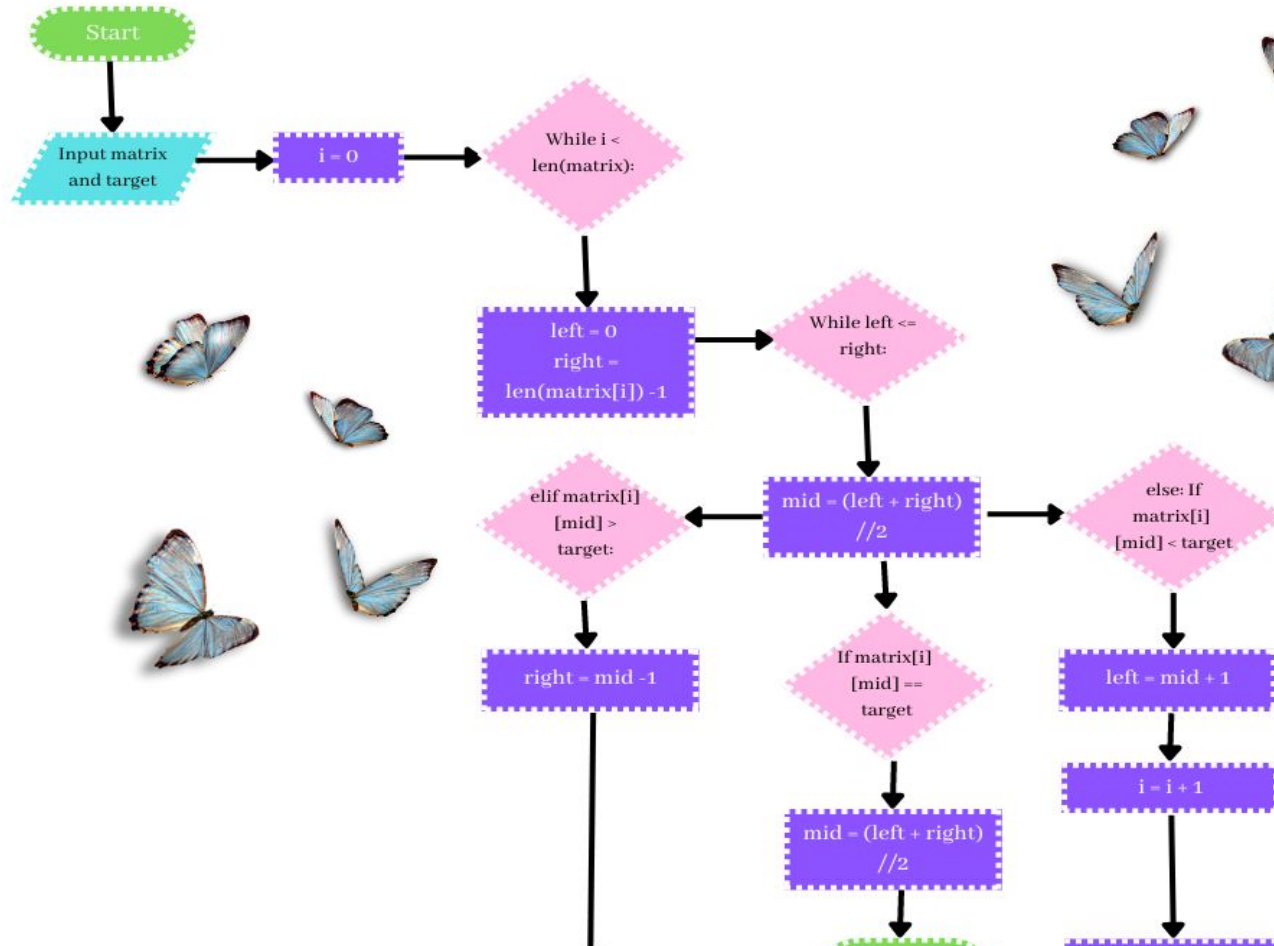 Start
Input matrix
and target
i = 0
While i <
len(matrix):
left = 0
right =
len(matrix[i]) -1
While left <=
right:
elif matrix[i]
[mid] >
target:
mid = (left + right)
//2
else: If
matrix[i]
[mid] < target
right = mid -1
If matrix[i]
[mid] ==
target
left = mid + 1
i = i + 1
mid = (left + right)
//2